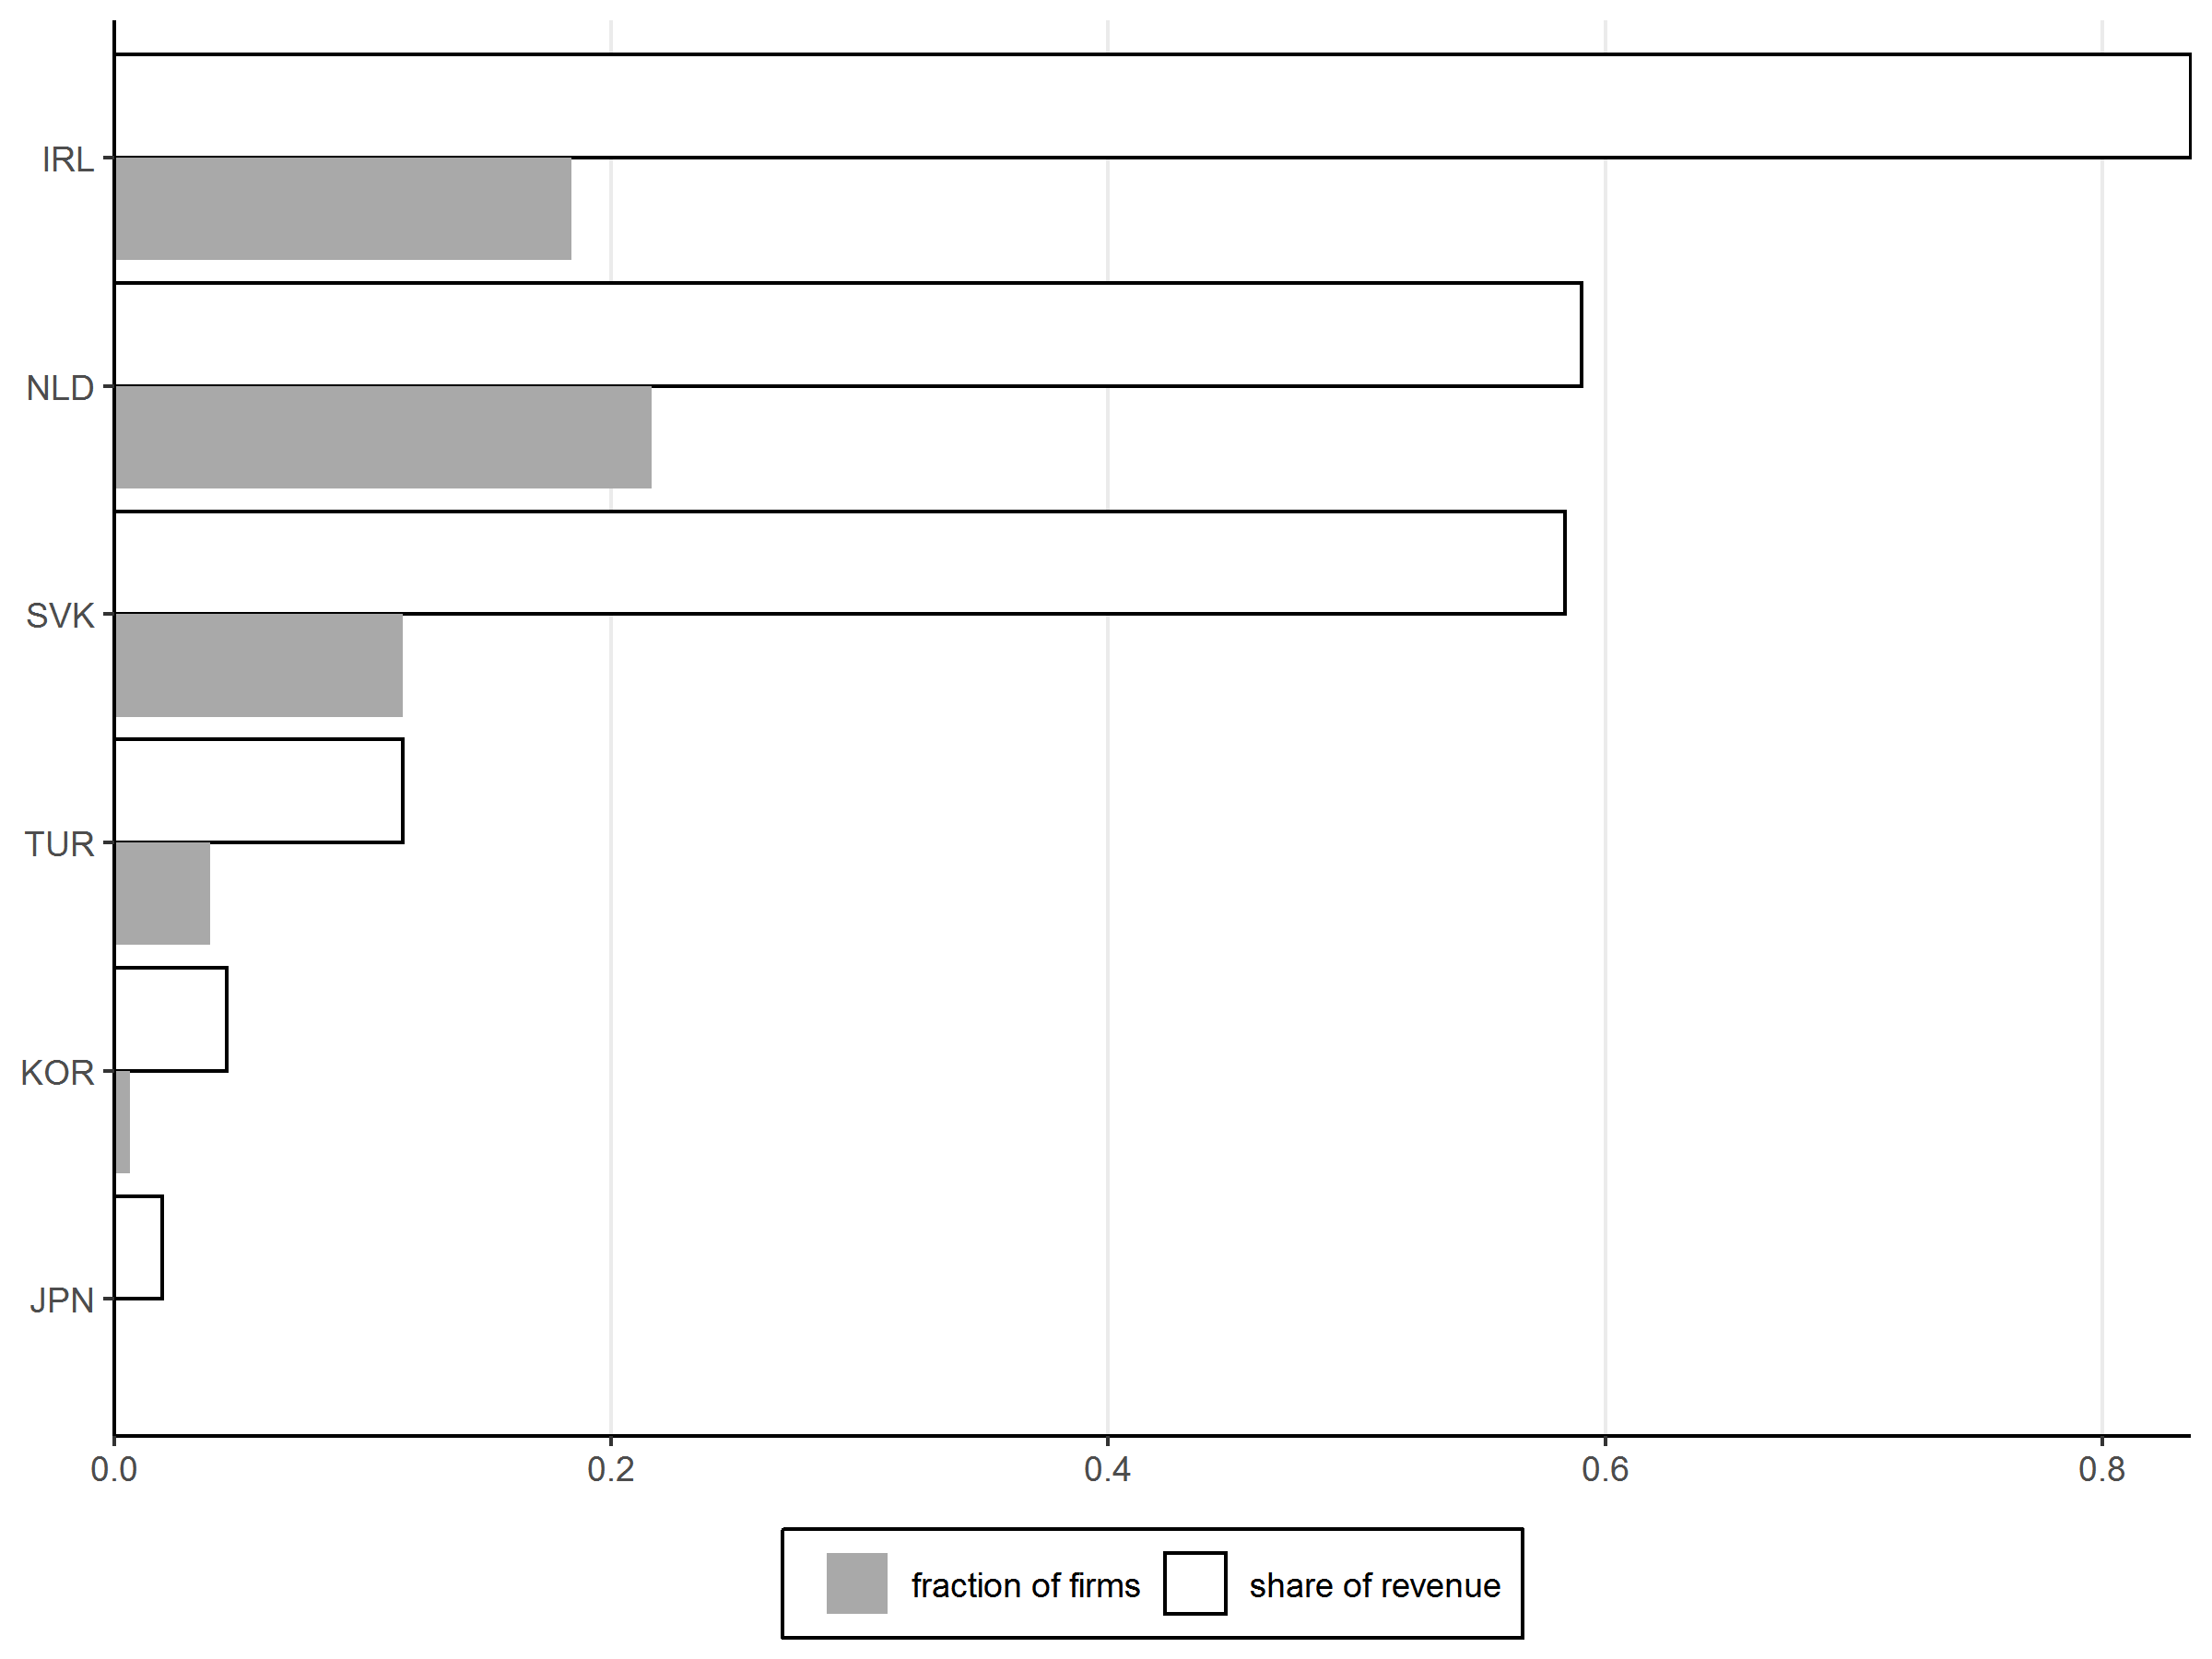 IRL
NLD
SVK
TUR
KOR
JPN
0.0 0.2 0.4 0.6 0.8
fraction of firms share of revenue